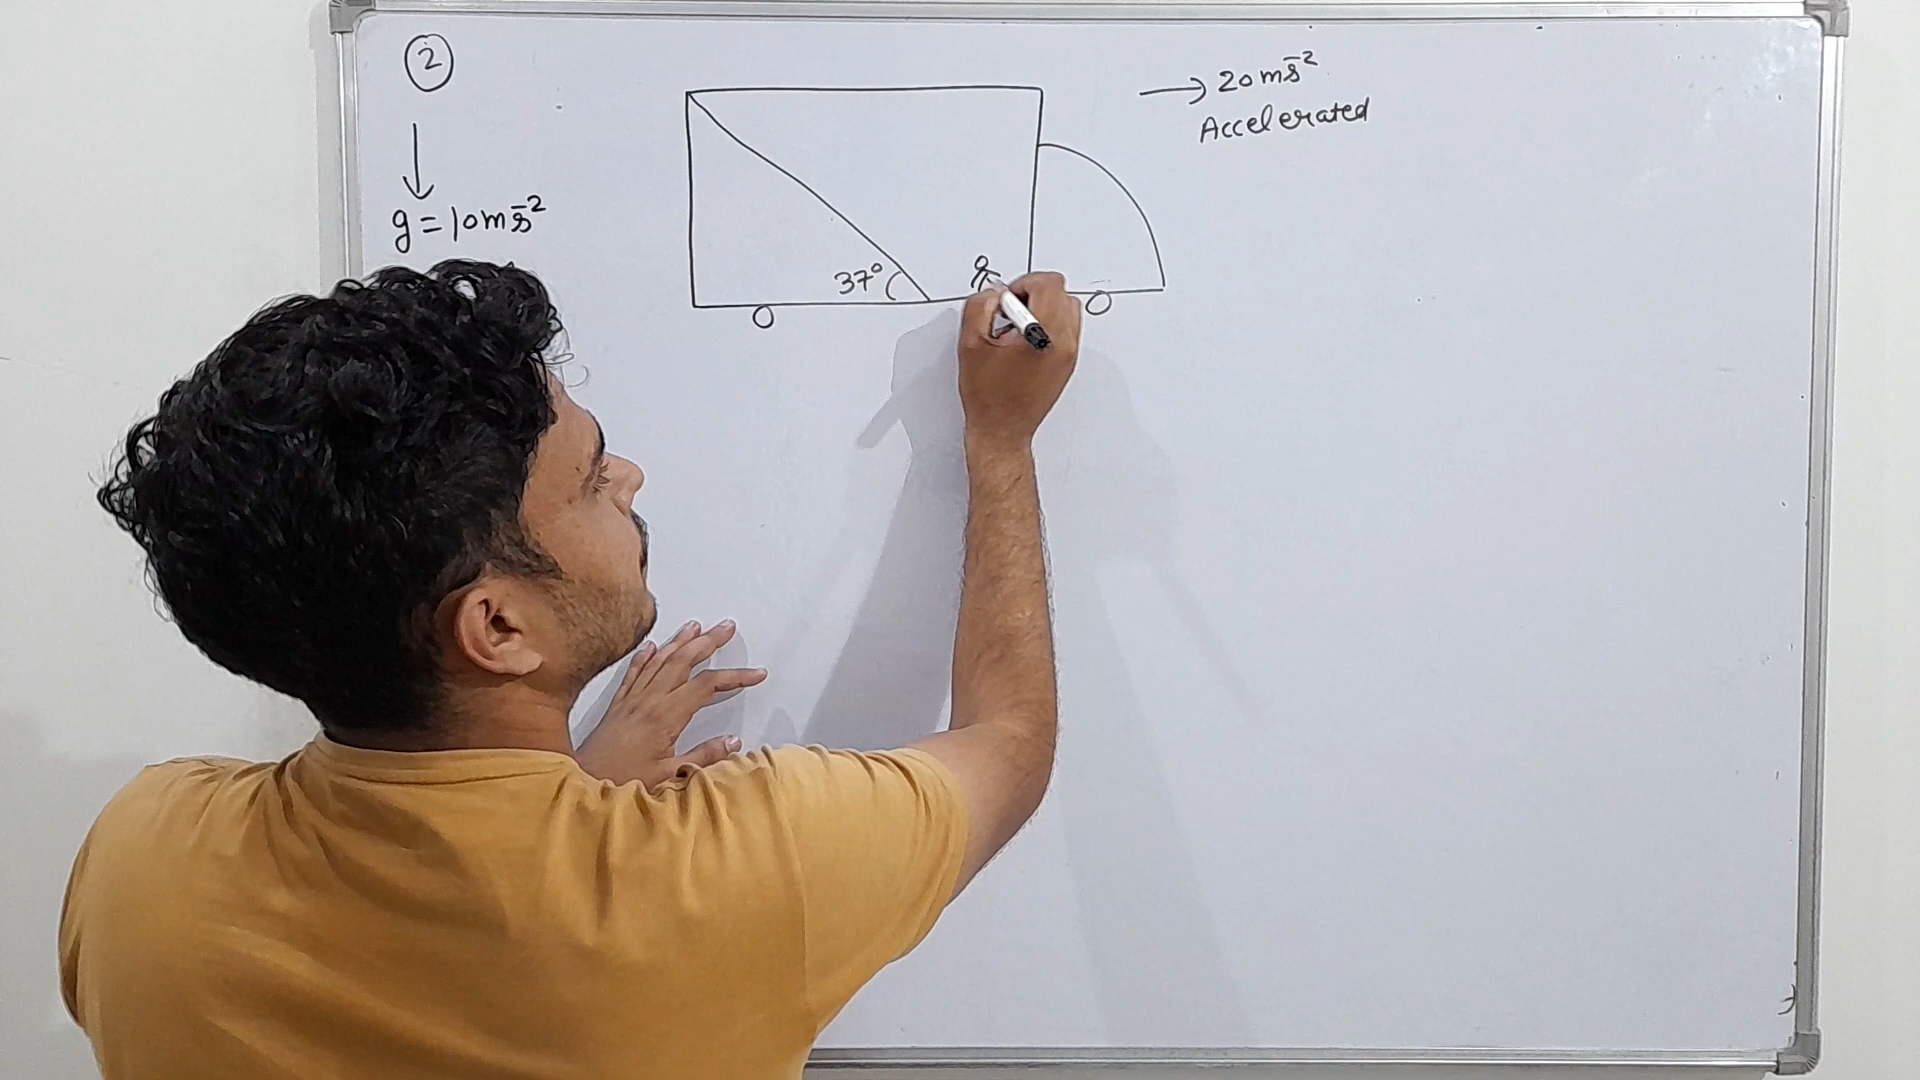 2
→ 20 ms̄²
Accelerated
g = 10 ms̄²
37°